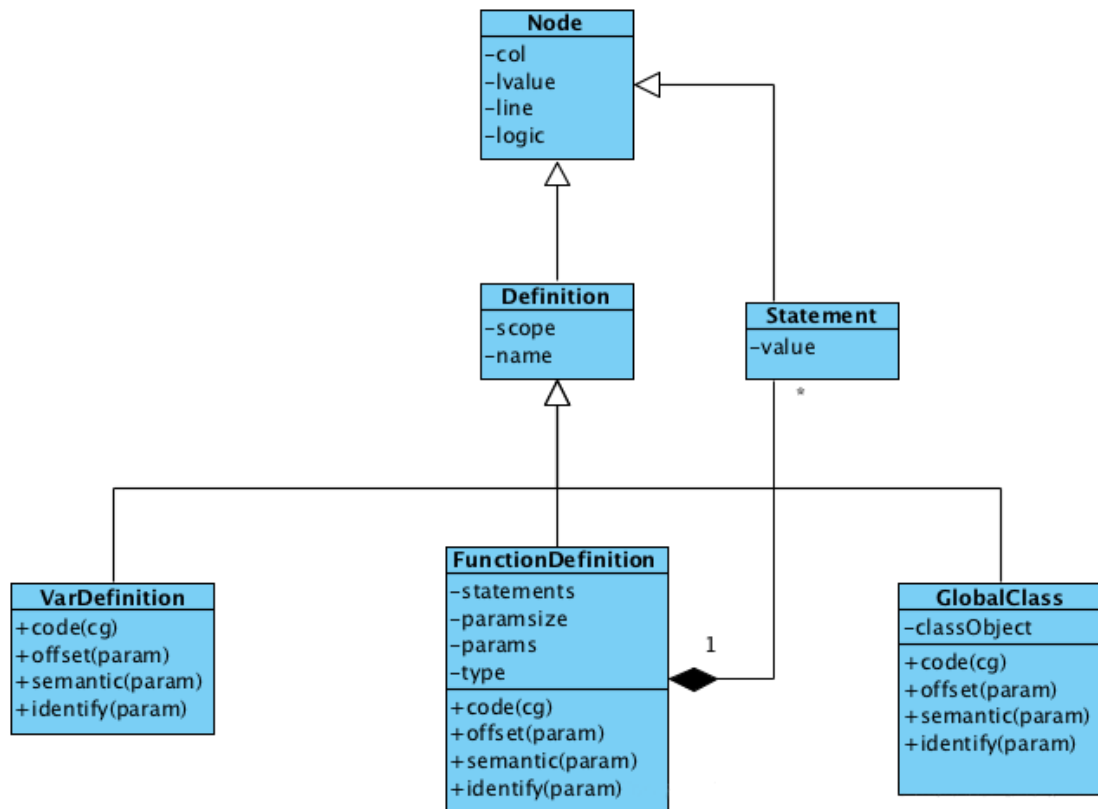 Node
-col
-lvalue
-line
-logic
Definition
-scope
-name
Statement
-value
*
VarDefinition
+code(cg)
+offset(param)
+semantic(param)
+identify(param)
FunctionDefinition
-statements
-paramsize
-params
-type
+code(cg)
+offset(param)
+semantic(param)
+identify(param)
1
GlobalClass
-classObject
+code(cg)
+offset(param)
+semantic(param)
+identify(param)